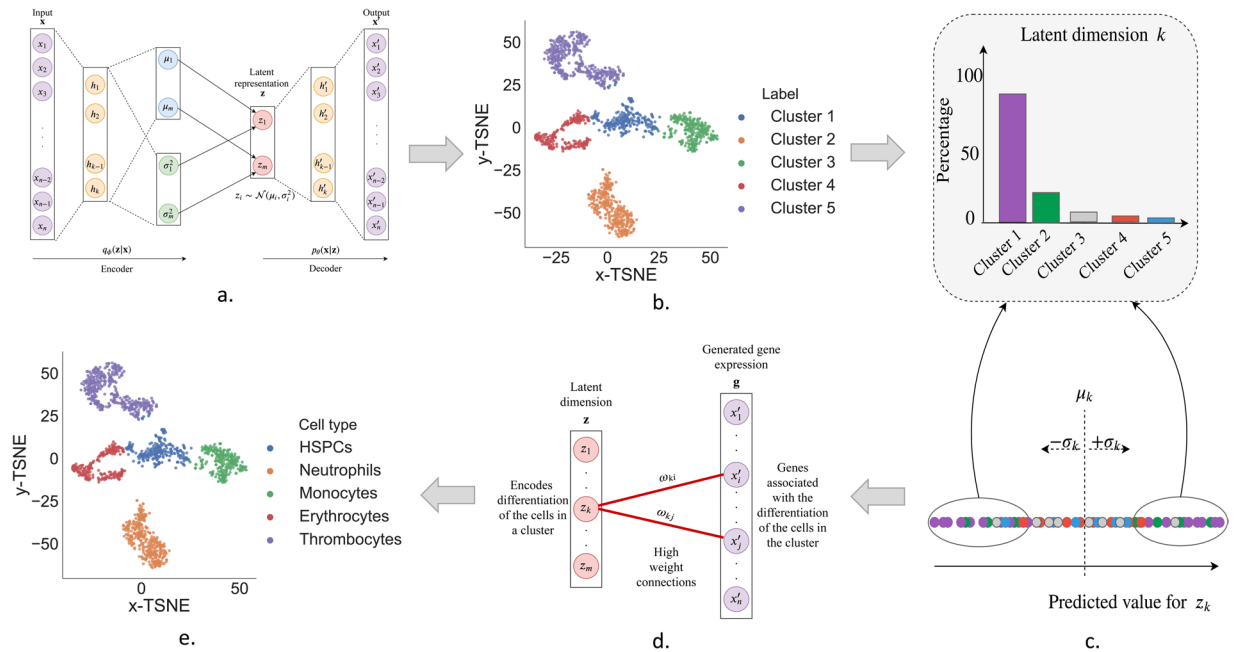 Input
x
x₁
x₂
x₃
.
.
.
xₙ₋₂
xₙ₋₁
xₙ
h₁
h₂
hₖ₋₁
hₖ
μ₁
μₘ
σ₁²
σₘ²
Latent
representation
z
z₁
zₘ
zᵢ ~ 𝒩(μᵢ, σᵢ²)
h′₁
h′₂
h′ₖ₋₁
h′ₖ
Output
x′
x′₁
x′₂
x′₃
.
.
.
x′ₙ₋₂
x′ₙ₋₁
x′ₙ
qϕ(z|x)
Encoder
pθ(x|z)
Decoder
a.
50
25
0
−25
−50
y-TSNE
−25 0 25 50
x-TSNE
Label
Cluster 1
Cluster 2
Cluster 3
Cluster 4
Cluster 5
b.
Latent dimension k
100
50
0
Percentage
Cluster 1
Cluster 2
Cluster 3
Cluster 4
Cluster 5
μₖ
−σₖ +σₖ
Predicted value for zₖ
c.
Latent
dimension
z
z₁
.
.
zₖ
.
.
zₘ
Encodes
differentiation
of the cells in
a cluster
ωₖᵢ
ωₖⱼ
High
weight
connections
Generated gene
expression
g
x′₁
.
.
x′ᵢ
.
.
x′ⱼ
.
.
x′ₙ
Genes
associated
with the
differentiation
of the cells in
the cluster
d.
50
25
0
−25
−50
y-TSNE
0 50
x-TSNE
Cell type
HSPCs
Neutrophils
Monocytes
Erythrocytes
Thrombocytes
e.